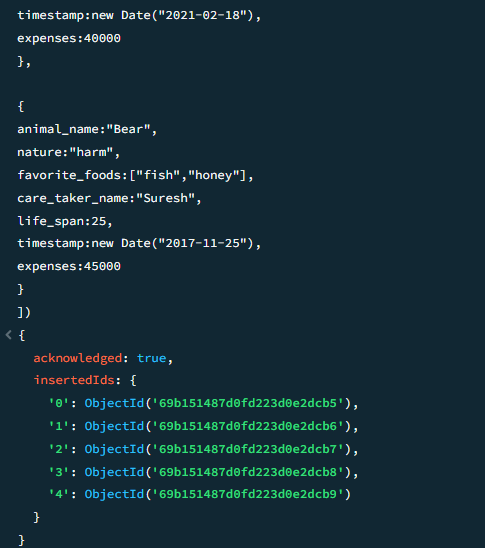 timestamp:new Date("2021-02-18"),
expenses:40000
},
{
animal_name:"Bear",
nature:"harm",
favorite_foods:["fish","honey"],
care_taker_name:"Suresh",
life_span:25,
timestamp:new Date("2017-11-25"),
expenses:45000
}
])
< {
acknowledged: true,
insertedIds: {
'0': ObjectId('69b151487d0fd223d0e2dcb5'),
'1': ObjectId('69b151487d0fd223d0e2dcb6'),
'2': ObjectId('69b151487d0fd223d0e2dcb7'),
'3': ObjectId('69b151487d0fd223d0e2dcb8'),
'4': ObjectId('69b151487d0fd223d0e2dcb9')
}
}